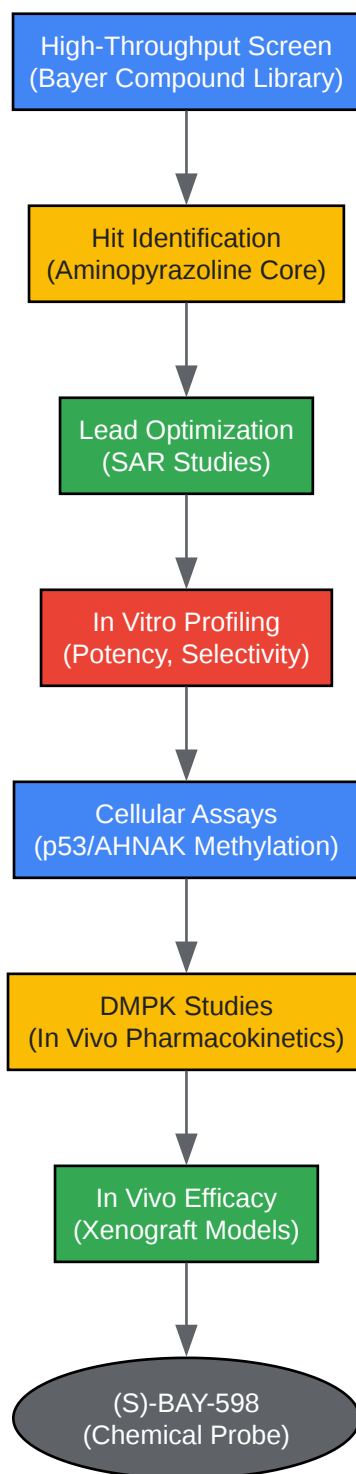 High-Throughput Screen
(Bayer Compound Library)
Hit Identification
(Aminopyrazoline Core)
Lead Optimization
(SAR Studies)
In Vitro Profiling
(Potency, Selectivity)
Cellular Assays
(p53/AHNAK Methylation)
DMPK Studies
(In Vivo Pharmacokinetics)
In Vivo Efficacy
(Xenograft Models)
(S)-BAY-598
(Chemical Probe)